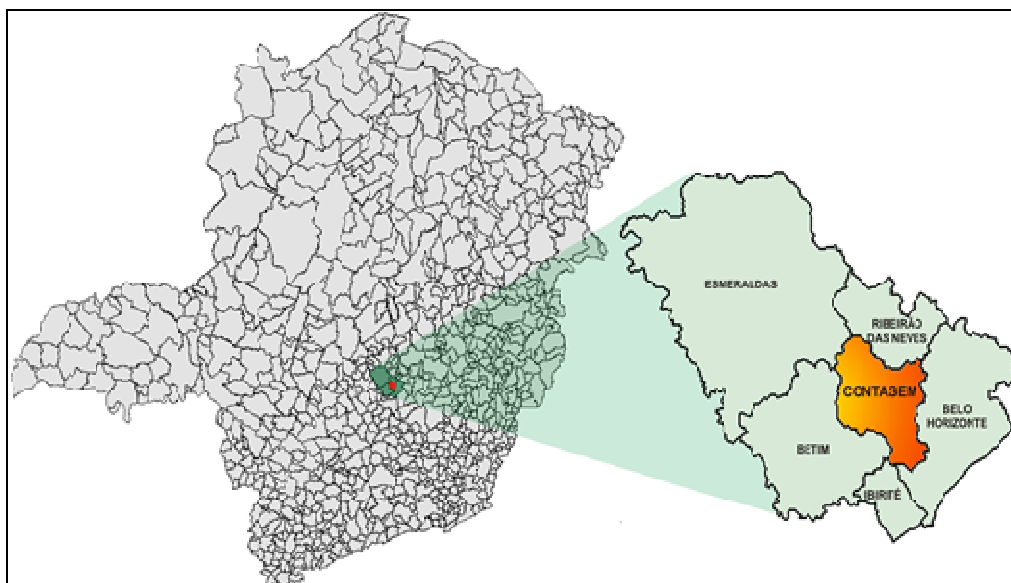 ESMERALDAS
RIBEIRÃO
DAS NEVES
CONTAGEM
BELO
HORIZONTE
BETIM
IBIRITÉ